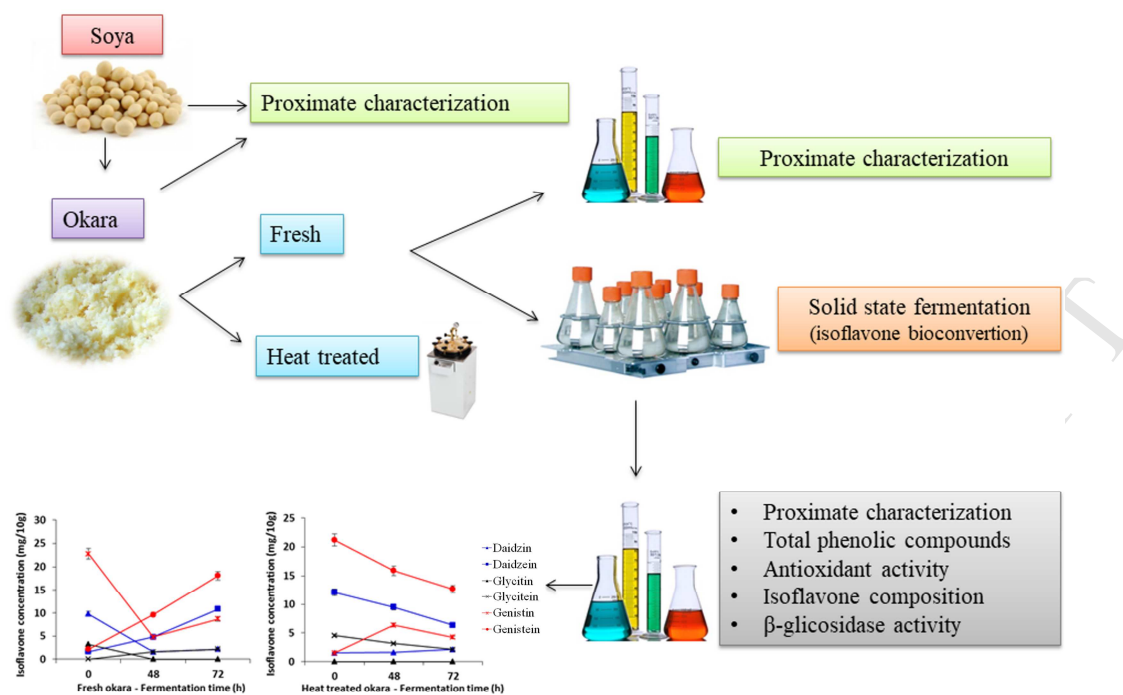 Soya
Proximate characterization
Proximate characterization
Okara
Fresh
Heat treated
Solid state fermentation
(isoflavone bioconvertion)
• Proximate characterization
• Total phenolic compounds
• Antioxidant activity
• Isoflavone composition
• β-glicosidase activity
Isoflavone concentration (mg/10g)
30
25
20
15
10
5
0
0 48 72
Fresh okara - Fermentation time (h)
Isoflavone concentration (mg/10g)
25
20
15
10
5
0
0 48 72
Heat treated okara - Fermentation time (h)
Daidzin
Daidzein
Glycitin
Glycitein
Genistin
Genistein